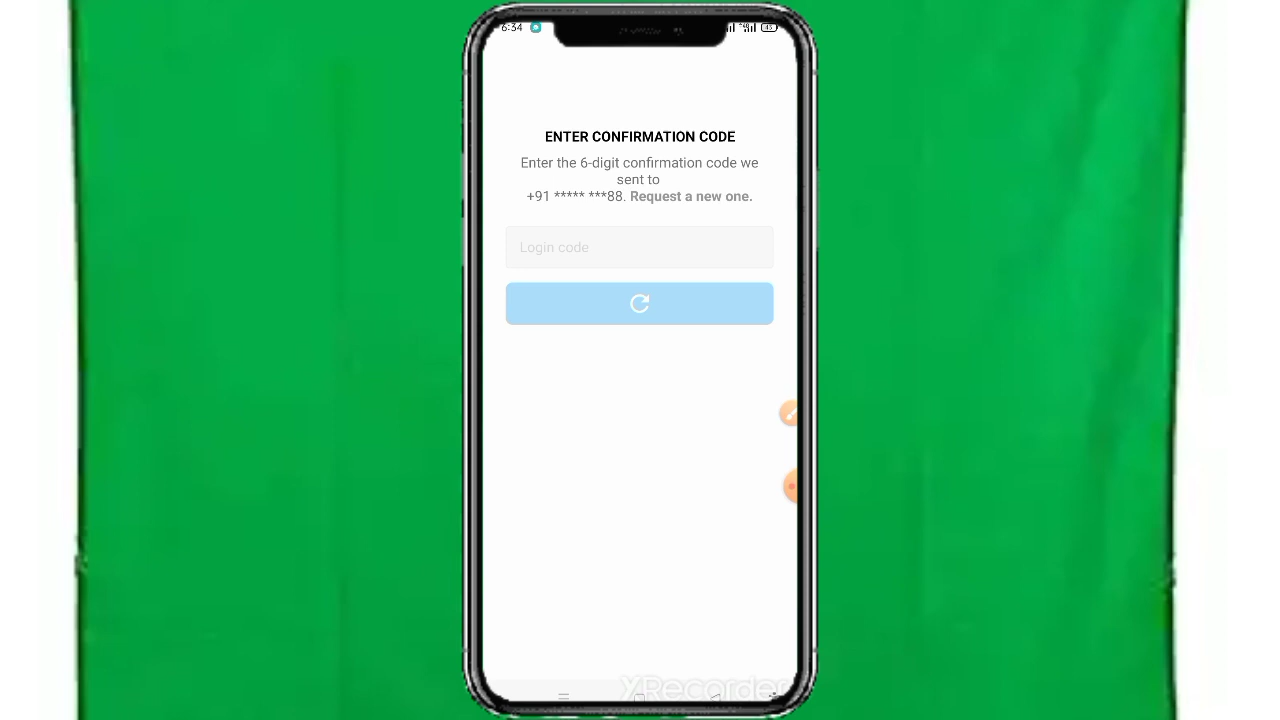 6:34
ENTER CONFIRMATION CODE
Enter the 6-digit confirmation code we
sent to
+91 ***** ***88. Request a new one.
Login code
XRecorder